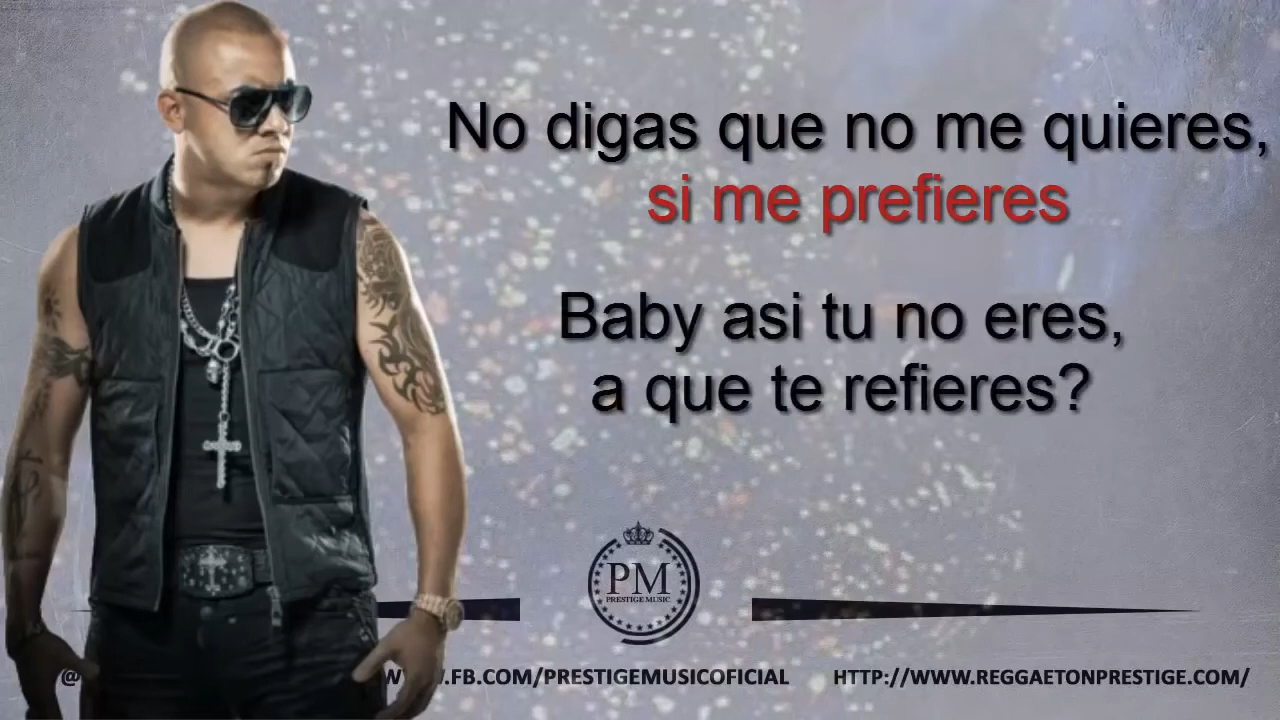 No digas que no me quieres,
si me prefieres
Baby asi tu no eres,
a que te refieres?
PM
PRESTIGE MUSIC
@
.FB.COM/PRESTIGEMUSICOFICIAL
HTTP://WWW.REGGAETONPRESTIGE.COM/